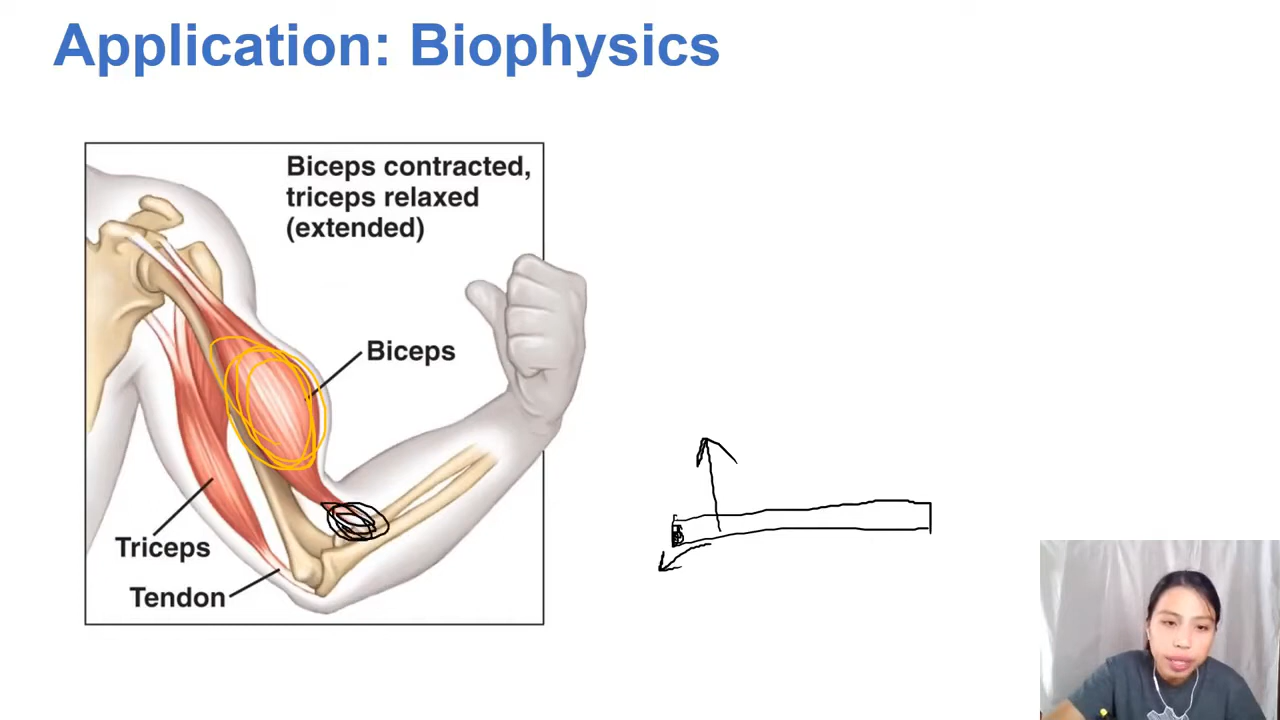 Application: Biophysics
Biceps contracted,
triceps relaxed
(extended)
Biceps
Triceps
Tendon